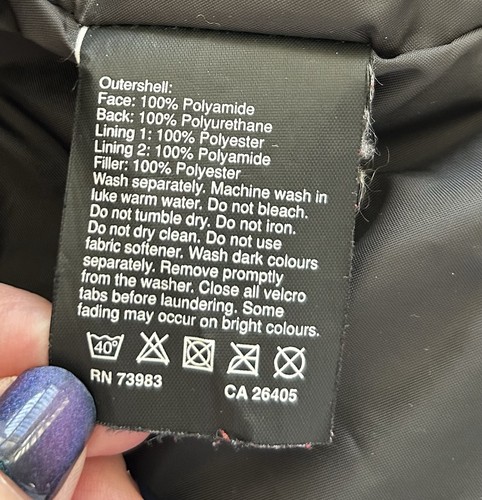 Outershell:
Face: 100% Polyamide
Back: 100% Polyurethane
Lining 1: 100% Polyester
Lining 2: 100% Polyamide
Filler: 100% Polyester
Wash separately. Machine wash in
luke warm water. Do not bleach.
Do not tumble dry. Do not iron.
Do not dry clean. Do not use
fabric softener. Wash dark colours
separately. Remove promptly
from the washer. Close all velcro
tabs before laundering. Some
fading may occur on bright colours.
40°
RN 73983 CA 26405